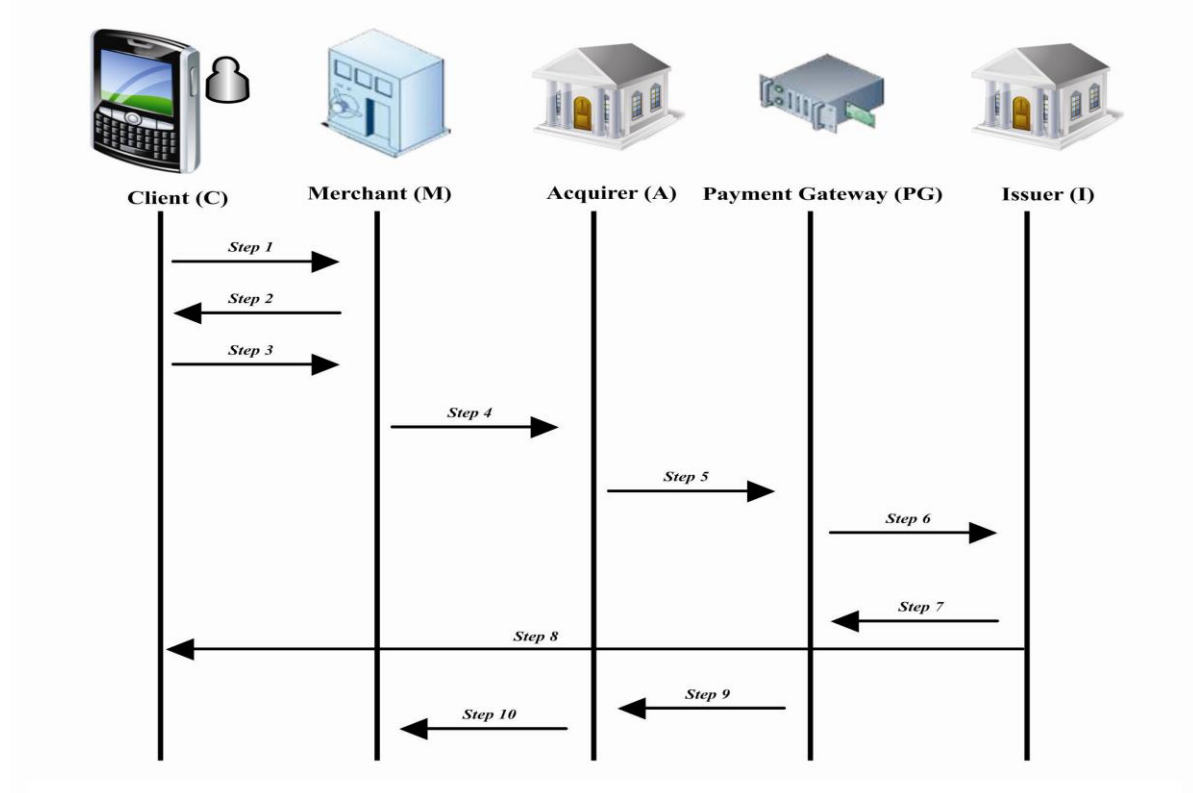 Client (C)
Merchant (M)
Acquirer (A)
Payment Gateway (PG)
Issuer (I)
Step 1
Step 2
Step 3
Step 4
Step 5
Step 6
Step 7
Step 8
Step 9
Step 10